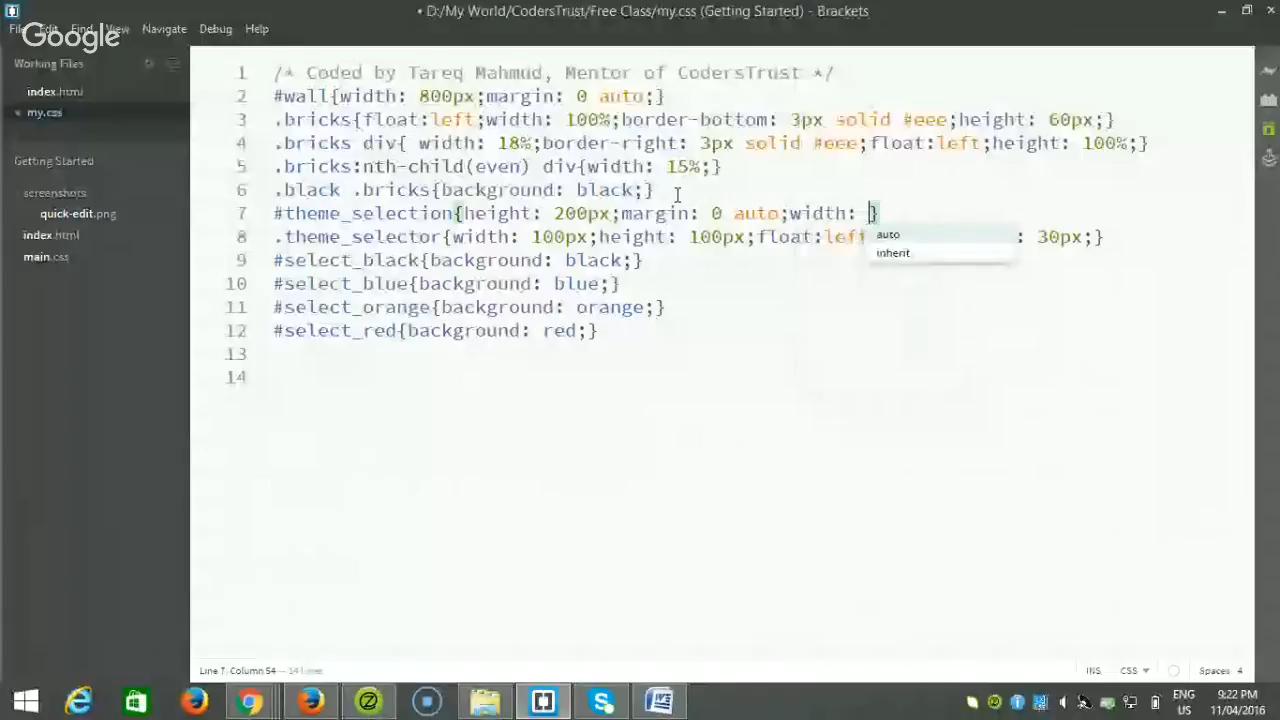 D:/My World/CodersTrust/Free Class/my.css (Getting Started) - Brackets
File Edit Find View Navigate Debug Help
Google
Working Files
index.html
my.css
Getting Started
screenshots
quick-edit.png
index.html
main.css
1 /* Coded by Tareq Mahmud, Mentor of CodersTrust */
2 #wall{width: 800px;margin: 0 auto;}
3 .bricks{float:left;width: 100%;border-bottom: 3px solid #eee;height: 60px;}
4 .bricks div{ width: 18%;border-right: 3px solid #eee;float:left;height: 100%;}
5 .bricks:nth-child(even) div{width: 15%;}
6 .black .bricks{background: black;}
7 #theme_selection{height: 200px;margin: 0 auto;width: }
auto
inherit
8 .theme_selector{width: 100px;height: 100px;float:left : 30px;}
9 #select_black{background: black;}
10 #select_blue{background: blue;}
11 #select_orange{background: orange;}
12 #select_red{background: red;}
13
14
Line 7, Column 54 — 14 Lines
INS CSS Spaces: 4
ENG 9:22 PM
US 11/04/2016